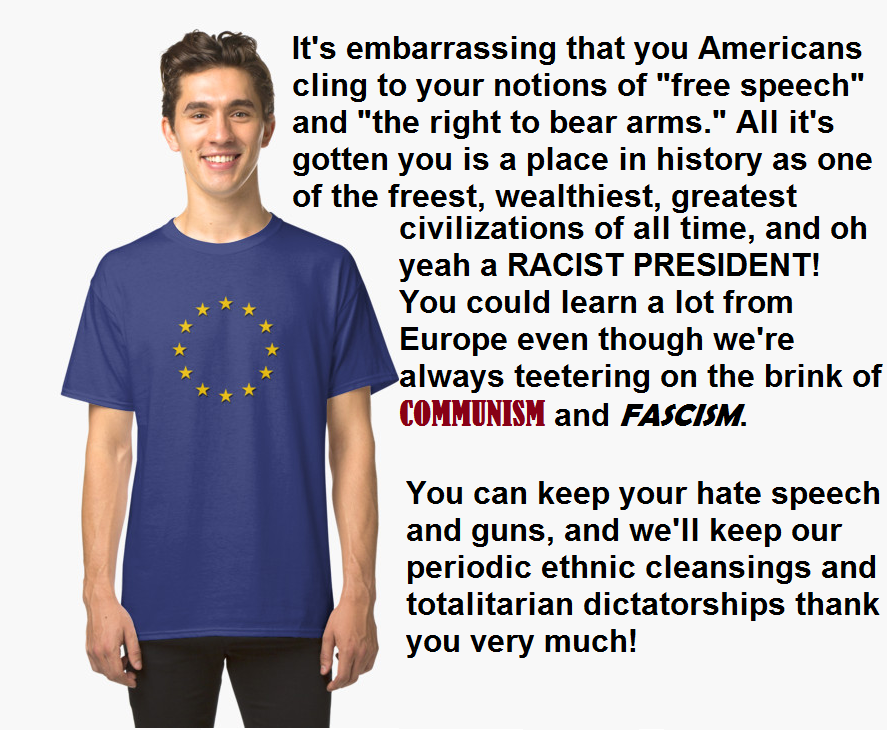 It's embarrassing that you Americans
cling to your notions of "free speech"
and "the right to bear arms." All it's
gotten you is a place in history as one
of the freest, wealthiest, greatest
civilizations of all time, and oh
yeah a RACIST PRESIDENT!
You could learn a lot from
Europe even though we're
always teetering on the brink of
COMMUNISM and FASCISM.
You can keep your hate speech
and guns, and we'll keep our
periodic ethnic cleansings and
totalitarian dictatorships thank
you very much!